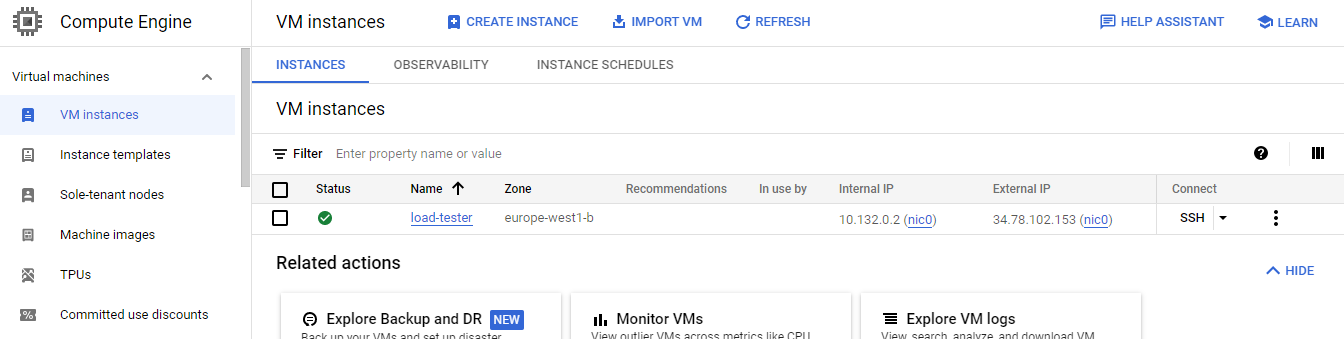 Compute Engine
VM instances
CREATE INSTANCE
IMPORT VM
REFRESH
HELP ASSISTANT
LEARN
Virtual machines
VM instances
Instance templates
Sole-tenant nodes
Machine images
TPUs
Committed use discounts
INSTANCES
OBSERVABILITY
INSTANCE SCHEDULES
VM instances
Filter Enter property name or value
Status Name Zone Recommendations In use by Internal IP External IP Connect
load-tester europe-west1-b 10.132.0.2 (nic0) 34.78.102.153 (nic0) SSH
Related actions
HIDE
Explore Backup and DR NEW
Back up your VMs and set up disaster
Monitor VMs
View outlier VMs across metrics like CPU
Explore VM logs
View, search, analyze, and download VM